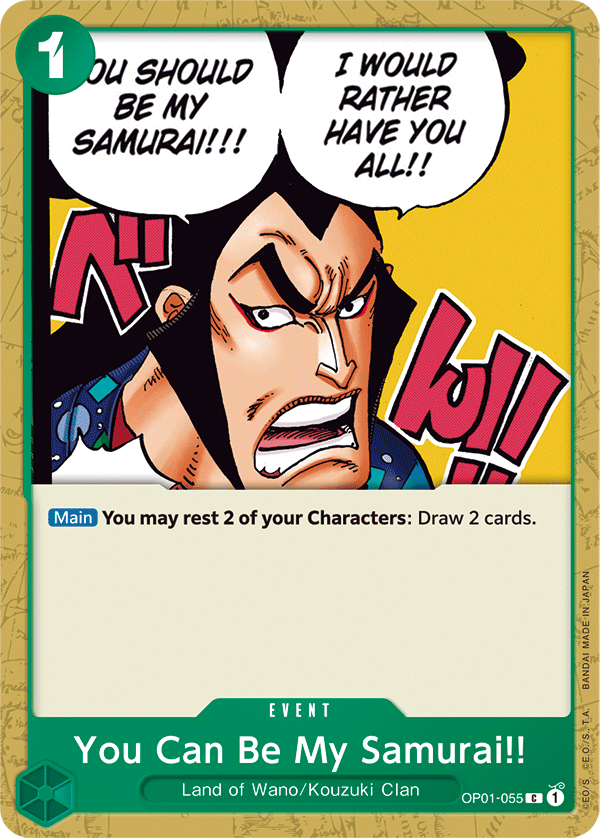 1
OU SHOULD
BE MY
SAMURAI!!!
I WOULD
RATHER
HAVE YOU
ALL!!
べ
ん!!
Main You may rest 2 of your Characters: Draw 2 cards.
EVENT
You Can Be My Samurai!!
Land of Wano/Kouzuki Clan
OP01-055 C 1
©E.O./S. ©E.O./S., T.A. BANDAI MADE IN JAPAN